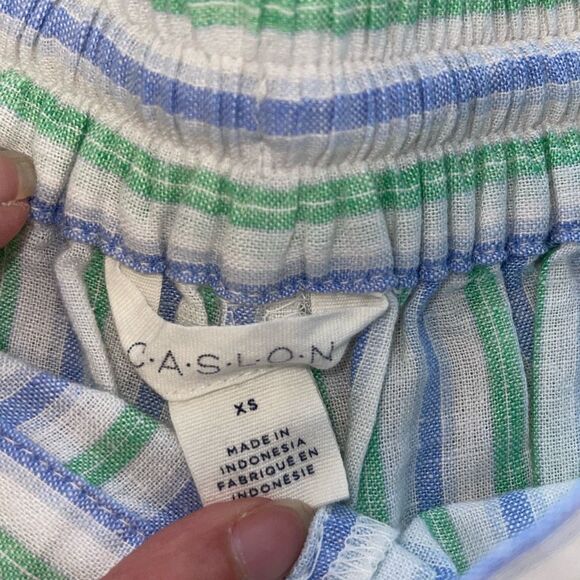 C·A·S·L·O·N
XS
MADE IN
INDONESIA
FABRIQUÉ EN
INDONÉSIE